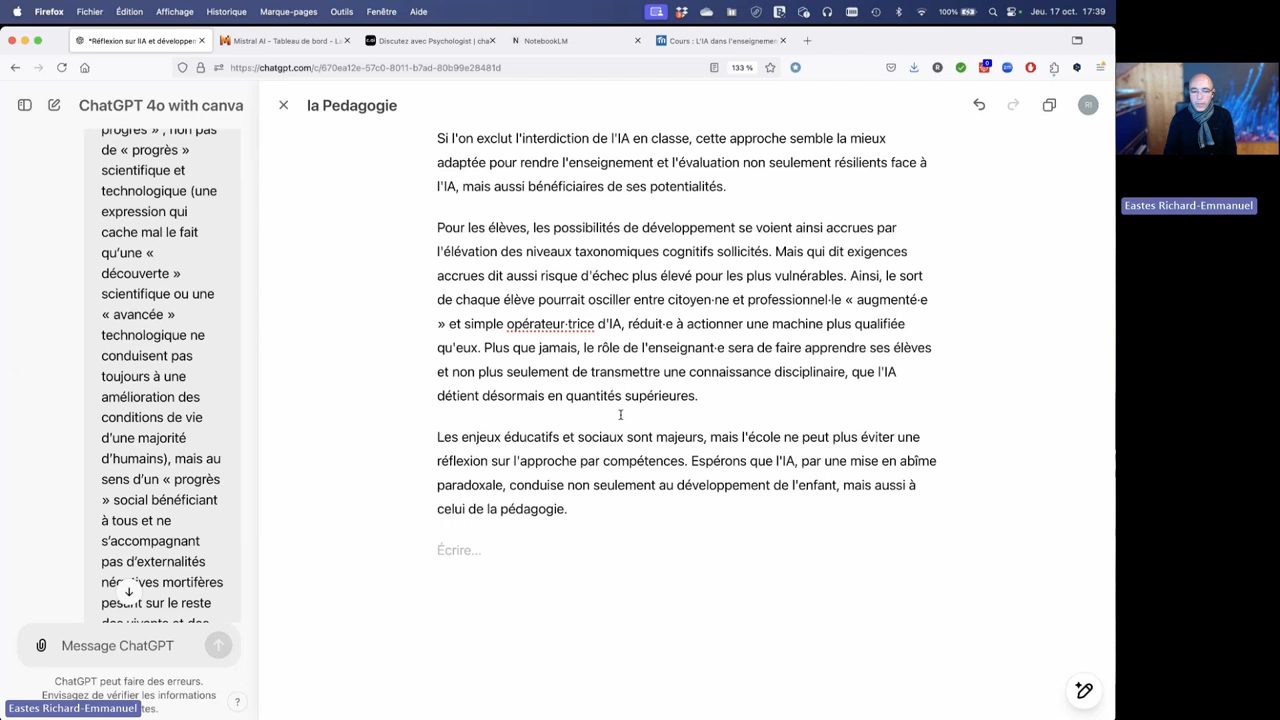 Firefox Fichier Édition Affichage Historique Marque-pages Outils Fenêtre Aide 100% Jeu. 17 oct. 17:39
*Réflexion sur lIA et développer Mistral AI - Tableau de bord - L Discutez avec Psychologist | cha NotebookLM Cours : L'IA dans l'enseigneme
https://chatgpt.com/c/670ea12e-57c0-8011-b7ad-80b99e28481d 133 %
ChatGPT 4o with canva
la Pedagogie
RI
progrès » , non pas
de « progrès »
scientifique et
technologique (une
expression qui
cache mal le fait
qu'une «
découverte »
scientifique ou une
« avancée »
technologique ne
conduisent pas
toujours à une
amélioration des
conditions de vie
d'une majorité
d'humains), mais au
sens d'un « progrès
» social bénéficiant
à tous et ne
s'accompagnant
pas d'externalités
négatives mortifères
pesant sur le reste
des vivants et des
Message ChatGPT
ChatGPT peut faire des erreurs.
Envisagez de vérifier les informations
tes.
?
Si l'on exclut l'interdiction de l'IA en classe, cette approche semble la mieux
adaptée pour rendre l'enseignement et l'évaluation non seulement résilients face à
l'IA, mais aussi bénéficiaires de ses potentialités.
Pour les élèves, les possibilités de développement se voient ainsi accrues par
l'élévation des niveaux taxonomiques cognitifs sollicités. Mais qui dit exigences
accrues dit aussi risque d'échec plus élevé pour les plus vulnérables. Ainsi, le sort
de chaque élève pourrait osciller entre citoyen·ne et professionnel·le « augmenté·e
» et simple opérateur·trice d'IA, réduit·e à actionner une machine plus qualifiée
qu'eux. Plus que jamais, le rôle de l'enseignant·e sera de faire apprendre ses élèves
et non plus seulement de transmettre une connaissance disciplinaire, que l'IA
détient désormais en quantités supérieures.
Les enjeux éducatifs et sociaux sont majeurs, mais l'école ne peut plus éviter une
réflexion sur l'approche par compétences. Espérons que l'IA, par une mise en abîme
paradoxale, conduise non seulement au développement de l'enfant, mais aussi à
celui de la pédagogie.
Écrire...
Eastes Richard-Emmanuel
Eastes Richard-Emmanuel